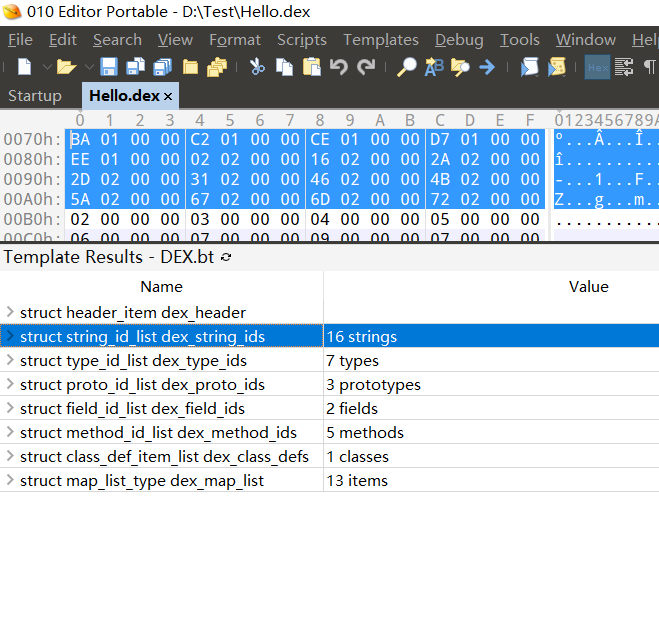 010 Editor Portable - D:\Test\Hello.dex
File Edit Search View Format Scripts Templates Debug Tools Window Help
Startup Hello.dex ×
0 1 2 3 4 5 6 7 8 9 A B C D E F 0123456789A
0070h: BA 01 00 00 C2 01 00 00 CE 01 00 00 D7 01 00 00 º...Â...Î...
0080h: EE 01 00 00 02 02 00 00 16 02 00 00 2A 02 00 00 î..........
0090h: 2D 02 00 00 31 02 00 00 46 02 00 00 4B 02 00 00 -...1...F..
00A0h: 5A 02 00 00 67 02 00 00 6D 02 00 00 72 02 00 00 Z...g...m..
00B0h: 02 00 00 00 03 00 00 00 04 00 00 00 05 00 00 00 ...........
00C0h: 06 00 00 00 07 00 00 00 09 00 00 00 07 00 00 00
Template Results - DEX.bt
Name Value
struct header_item dex_header
struct string_id_list dex_string_ids 16 strings
struct type_id_list dex_type_ids 7 types
struct proto_id_list dex_proto_ids 3 prototypes
struct field_id_list dex_field_ids 2 fields
struct method_id_list dex_method_ids 5 methods
struct class_def_item_list dex_class_defs 1 classes
struct map_list_type dex_map_list 13 items